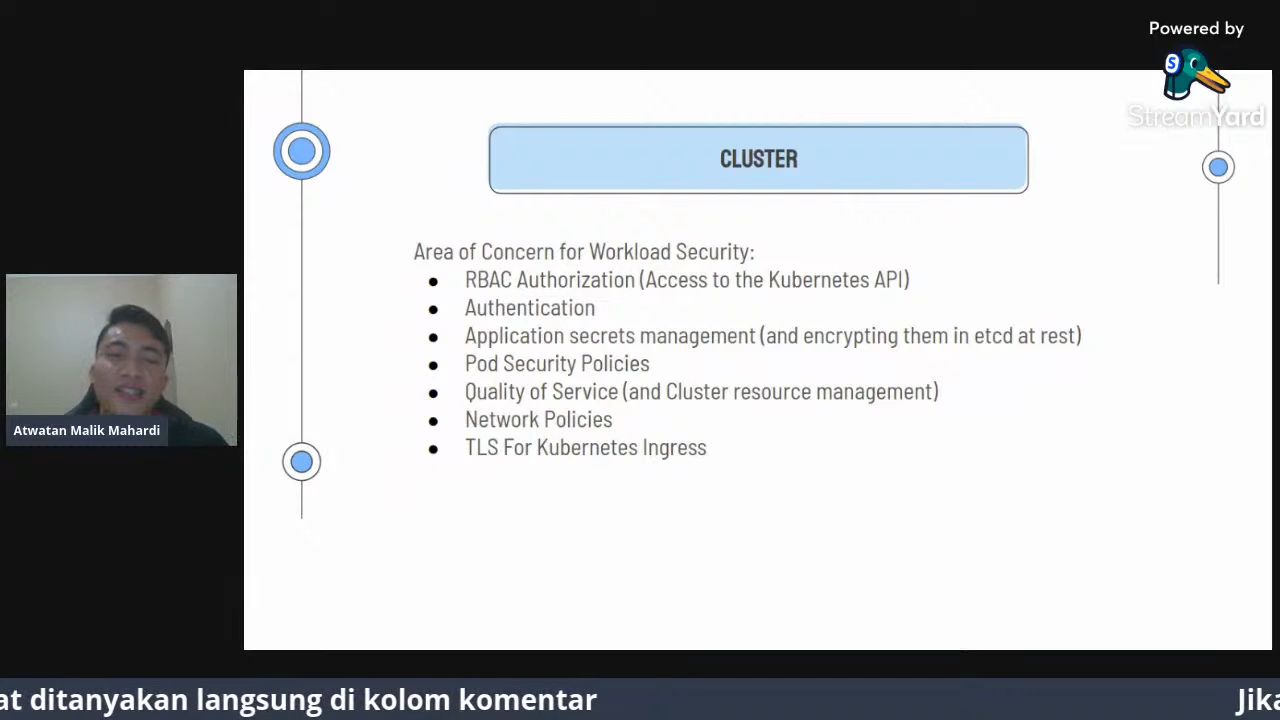 Powered by
StreamYard
CLUSTER
Area of Concern for Workload Security:
● RBAC Authorization (Access to the Kubernetes API)
● Authentication
● Application secrets management (and encrypting them in etcd at rest)
● Pod Security Policies
● Quality of Service (and Cluster resource management)
● Network Policies
● TLS For Kubernetes Ingress
Atwatan Malik Mahardi
at ditanyakan langsung di kolom komentar
Jika